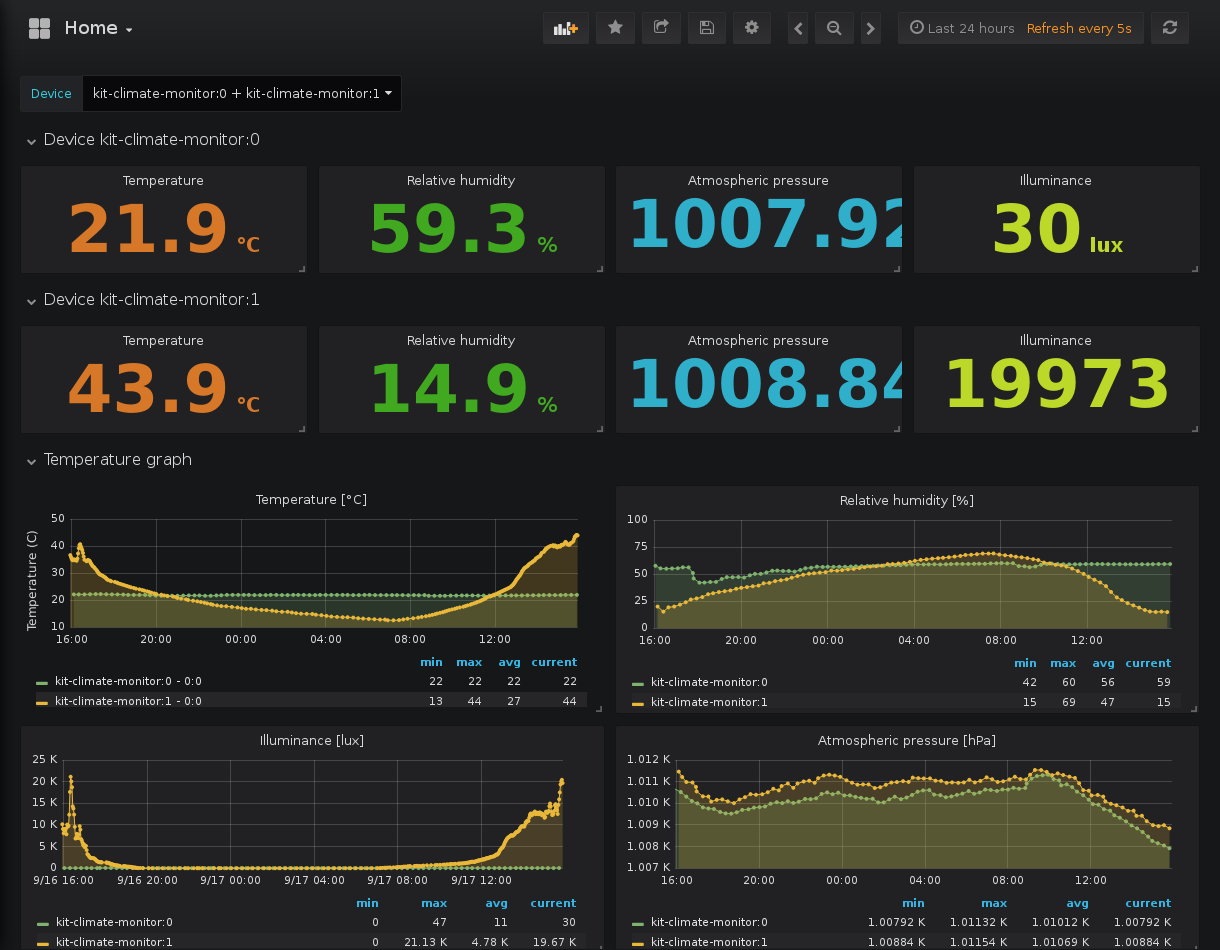 Home
Last 24 hours Refresh every 5s
Device kit-climate-monitor:0 + kit-climate-monitor:1
Device kit-climate-monitor:0
Temperature Relative humidity Atmospheric pressure Illuminance
21.9 °C 59.3 % 1007.92 30 lux
Device kit-climate-monitor:1
Temperature Relative humidity Atmospheric pressure Illuminance
43.9 °C 14.9 % 1008.84 19973
Temperature graph
Temperature [°C]
Temperature (C)
50
40
30
20
10
16:00 20:00 00:00 04:00 08:00 12:00
min max avg current
kit-climate-monitor:0 - 0:0 22 22 22 22
kit-climate-monitor:1 - 0:0 13 44 27 44
Relative humidity [%]
100
75
50
25
0
16:00 20:00 00:00 04:00 08:00 12:00
min max avg current
kit-climate-monitor:0 42 60 56 59
kit-climate-monitor:1 15 69 47 15
Illuminance [lux]
25 K
20 K
15 K
10 K
5 K
0
9/16 16:00 9/16 20:00 9/17 00:00 9/17 04:00 9/17 08:00 9/17 12:00
min max avg current
kit-climate-monitor:0 0 47 11 30
kit-climate-monitor:1 0 21.13 K 4.78 K 19.67 K
Atmospheric pressure [hPa]
1.012 K
1.011 K
1.010 K
1.009 K
1.008 K
1.007 K
16:00 20:00 00:00 04:00 08:00 12:00
min max avg current
kit-climate-monitor:0 1.00792 K 1.01132 K 1.01012 K 1.00792 K
kit-climate-monitor:1 1.00884 K 1.01154 K 1.01069 K 1.00884 K